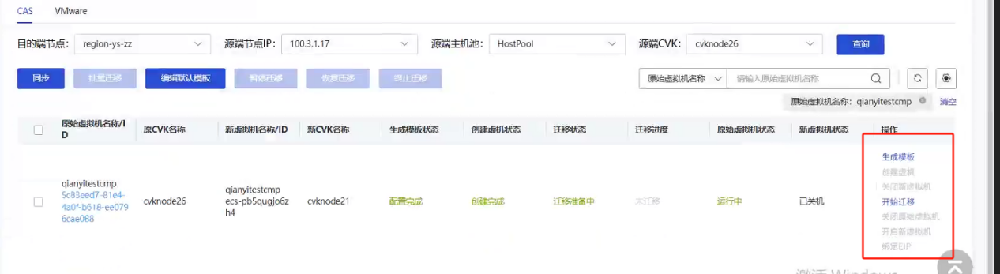 CAS VMware
目的端节点: region-ys-zz 源端节点IP: 100.3.1.17 源端主机池: HostPool 源端CVK: cvknode26 查询
同步 批量迁移 编辑默认模板 暂停迁移 恢复迁移 终止迁移 原始虚拟机名称 请输入原始虚拟机名称
原始虚拟机名称: qianyitestcmp 清空
原始虚拟机名称/I
D
原CVK名称 新虚拟机名称/ID 新CVK名称 生成模板状态 创建虚机状态 迁移状态 迁移进度 原始虚拟机状态 新虚拟机状态 操作
qianyitestcmp
5c83eed7-81e4-
4a0f-b618-ee079
6cae088
cvknode26
qianyitestcmp
ecs-pb5qugjo6z
h4
cvknode21 配置完成 创建完成 迁移准备中 未迁移 运行中 已关机
生成模板
创建虚机
关闭新虚拟机
开始迁移
关闭原始虚拟机
开启新虚拟机
绑定EIP